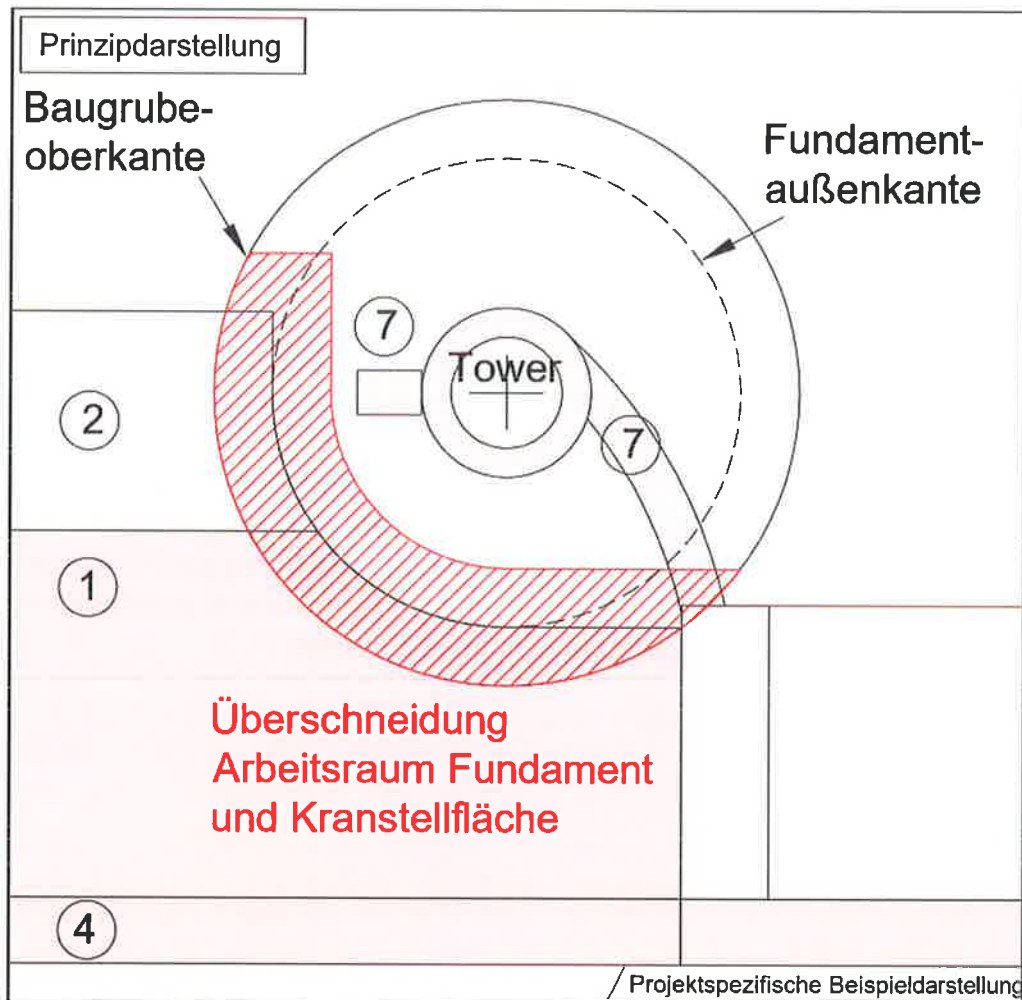 Prinzipdarstellung
Baugrube-
oberkante
Fundament-
außenkante
7
Tower
2
7
1
Überschneidung
Arbeitsraum Fundament
und Kranstellfläche
4
Projektspezifische Beispieldarstellung